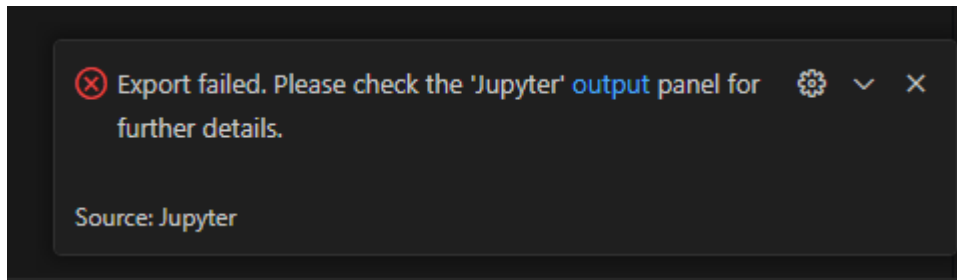 Export failed. Please check the 'Jupyter' output panel for
further details.
Source: Jupyter